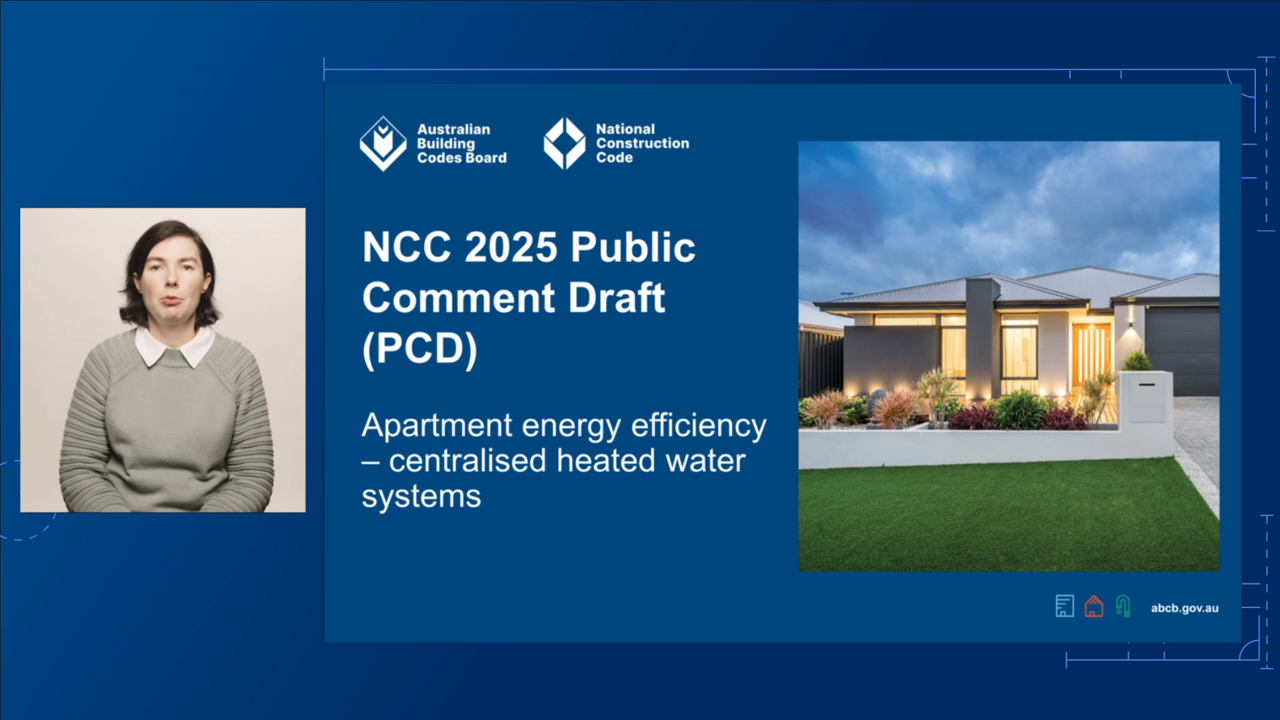 Australian
Building
Codes Board
National
Construction
Code
NCC 2025 Public
Comment Draft
(PCD)
Apartment energy efficiency
– centralised heated water
systems
abcb.gov.au